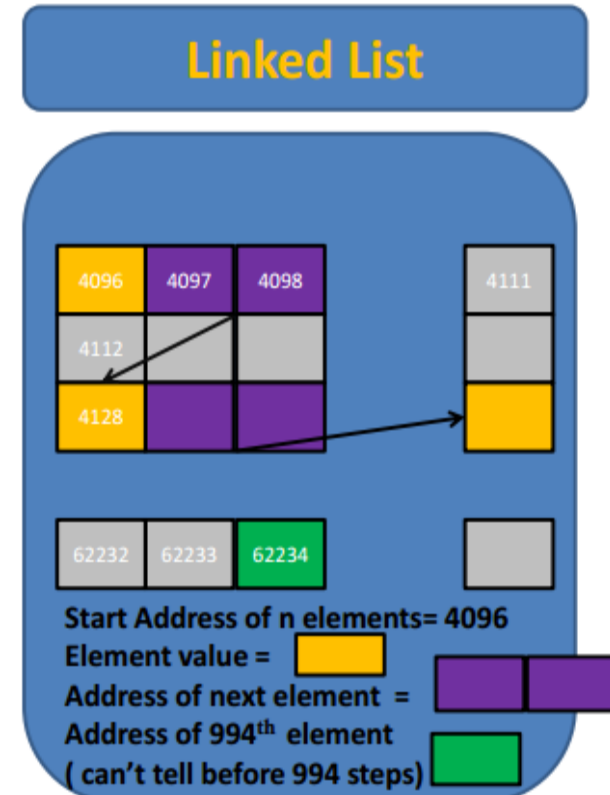 Linked List
4096 4097 4098 4111
4112
4128
62232 62233 62234
Start Address of n elements= 4096
Element value =
Address of next element =
Address of 994th element
( can't tell before 994 steps)